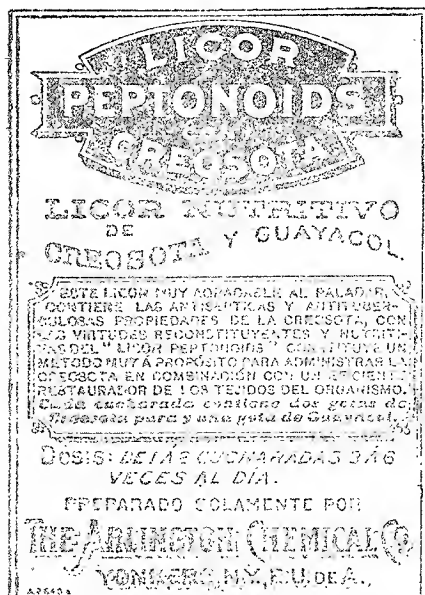 LICOR
PEPTONOIDS
CON
CREOSOTA
LICOR NUTRITIVO
DE
CREOSOTA Y GUAYACOL.
ESTE LICOR MUY AGRADABLE AL PALADAR,
CONTIENE LAS ANTISEPTICAS Y ANTITUBER-
CULOSAS PROPIEDADES DE LA CREOSOTA, CON
LAS VIRTUDES RECONSTITUYENTES Y NUTRITI-
VAS DEL "LICOR PEPTONOIDS" CONSTITUYE UN
METODO MUY Á PROPÓSITO PARA ADMINISTRAR LA
CREOSOTA EN COMBINACIÓN CON UN EFICIENTE
RESTAURADOR DE LOS TEJIDOS DEL ORGANISMO.
Cada cucharada contiene dos gotas de
Creosota pura y una gota de Guayacol.
DOSIS: DE 1 Á 2 CUCHARADAS 3 Á 6
VECES AL DIA.
PREPARADO SOLAMENTE POR
THE ARLINGTON CHEMICAL CO
YONKERS, N.Y., E.U. DE A.,